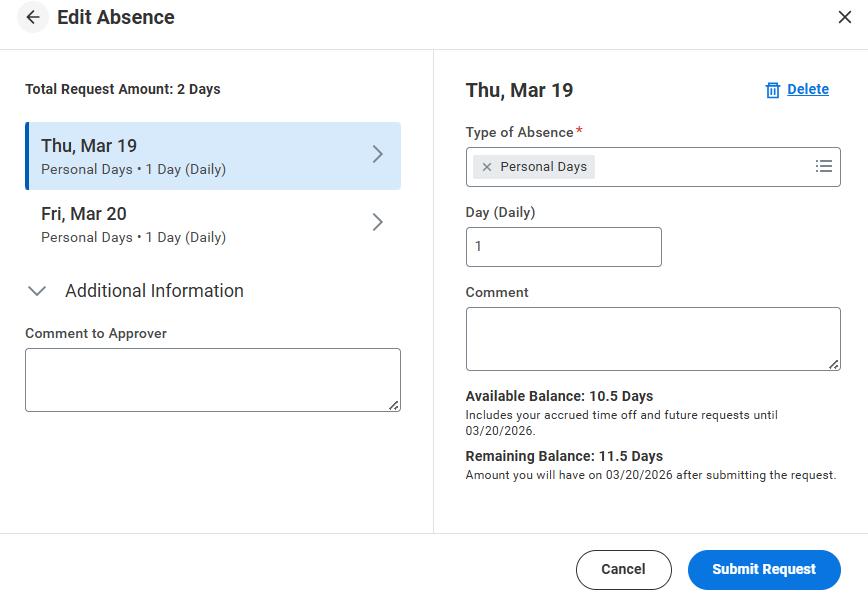 Edit Absence
Total Request Amount: 2 Days
Thu, Mar 19
Personal Days • 1 Day (Daily)
Fri, Mar 20
Personal Days • 1 Day (Daily)
Additional Information
Comment to Approver
Thu, Mar 19
Delete
Type of Absence*
Personal Days
Day (Daily)
1
Comment
Available Balance: 10.5 Days
Includes your accrued time off and future requests until
03/20/2026.
Remaining Balance: 11.5 Days
Amount you will have on 03/20/2026 after submitting the request.
Cancel
Submit Request